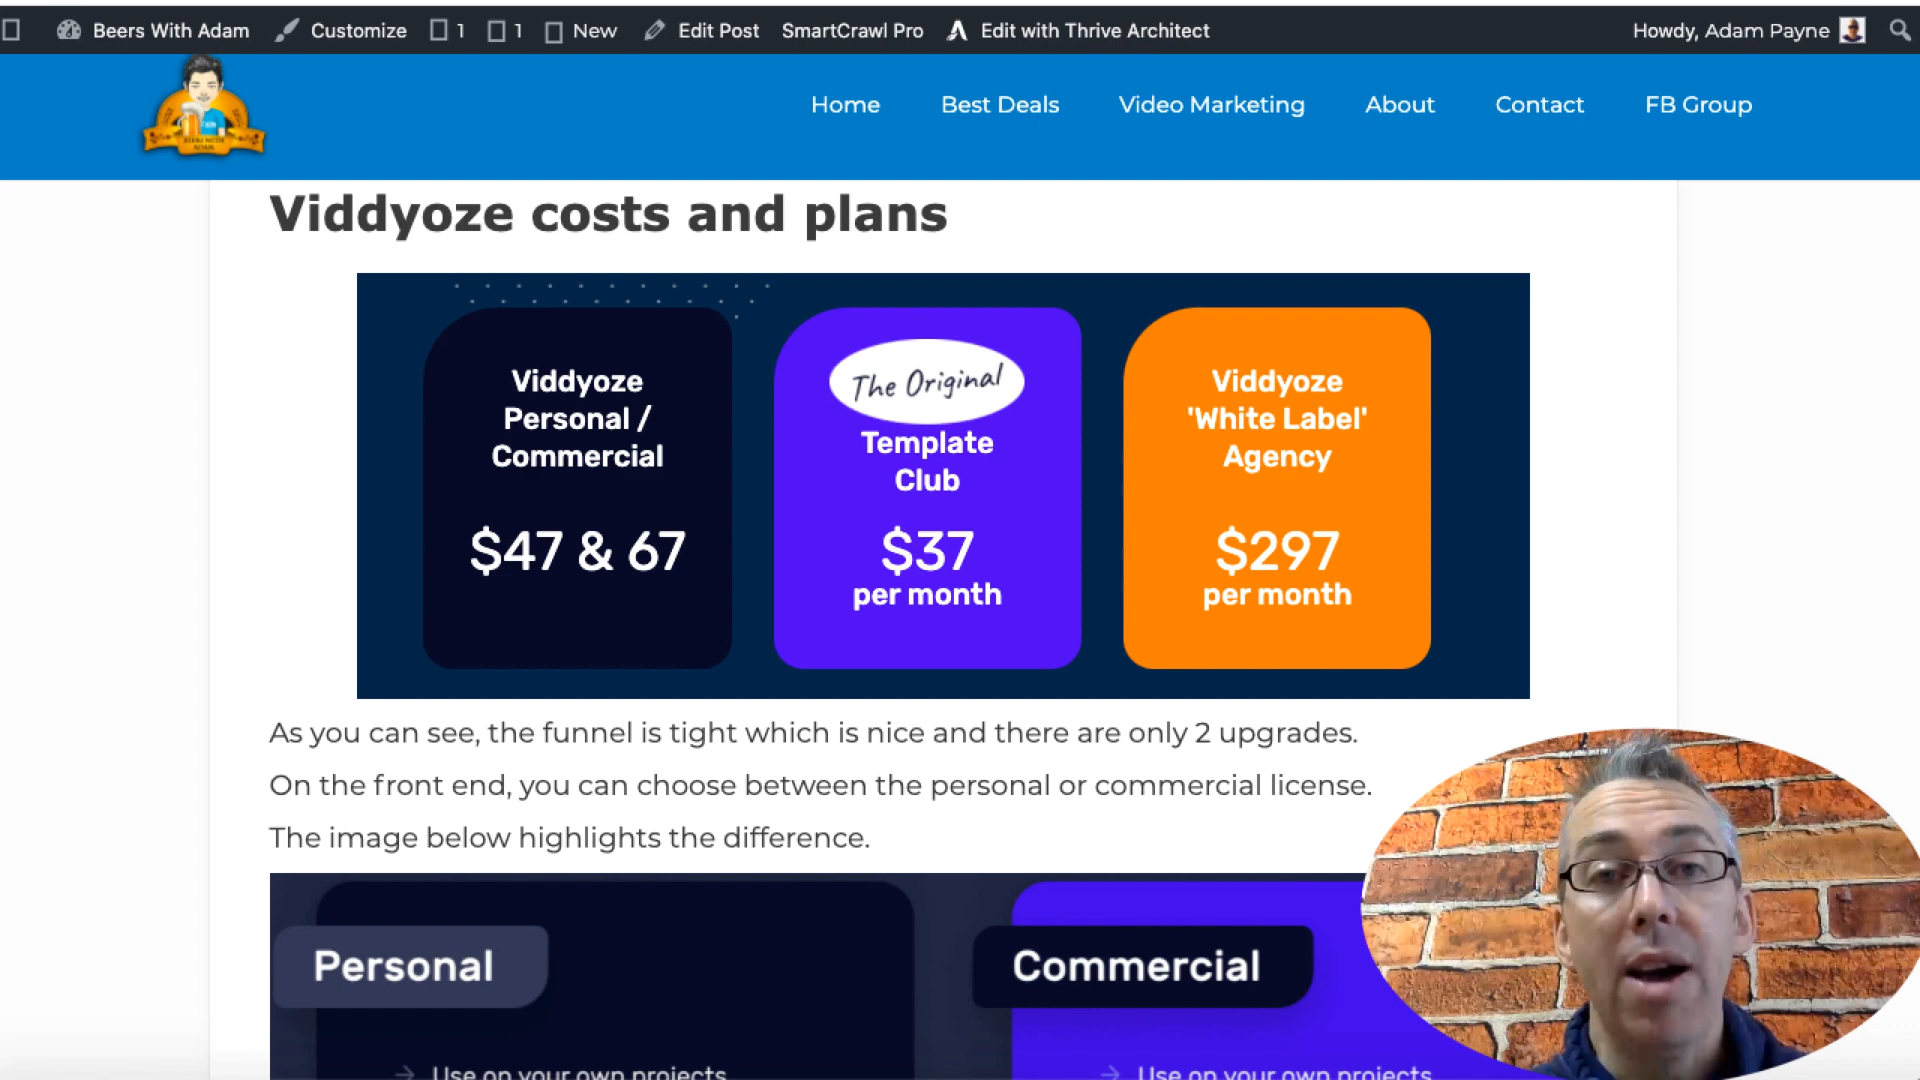 Beers With Adam Customize 1 1 New Edit Post SmartCrawl Pro Edit with Thrive Architect Howdy, Adam Payne
Home Best Deals Video Marketing About Contact FB Group
BEERS WITH
ADAM
Viddyoze costs and plans
Viddyoze
Personal /
Commercial
$47 & 67
The Original
Template
Club
$37
per month
Viddyoze
'White Label'
Agency
$297
per month
As you can see, the funnel is tight which is nice and there are only 2 upgrades.
On the front end, you can choose between the personal or commercial license.
The image below highlights the difference.
Personal
Commercial
Use on your own projects
Use on your own projects